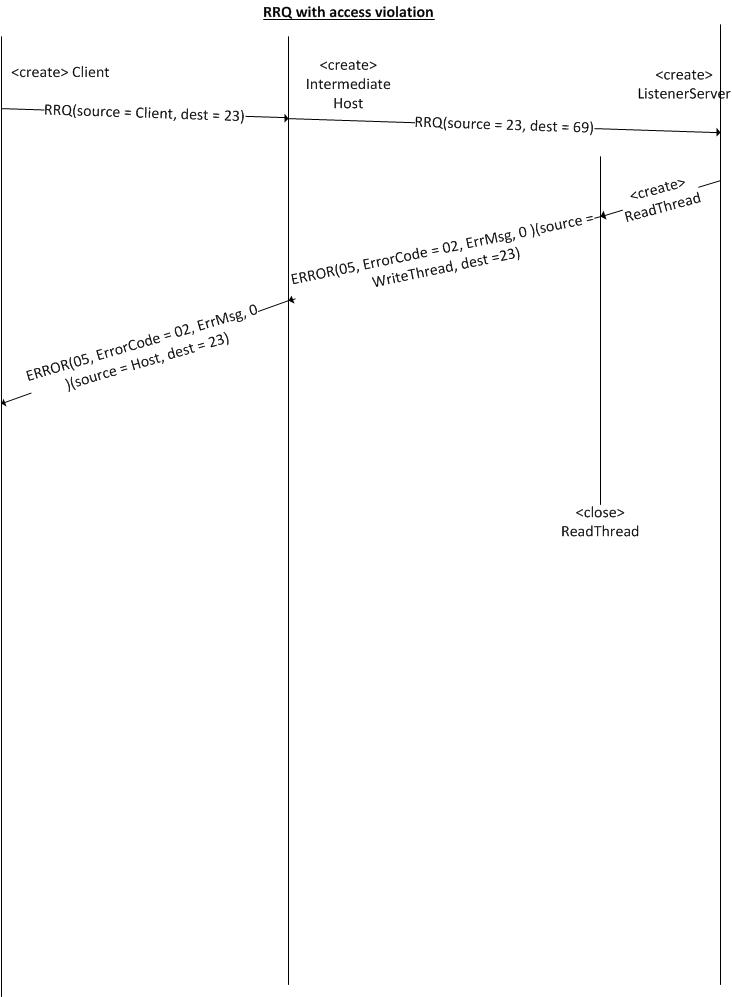 RRQ with access violation
<create> Client
<create>
Intermediate
Host
<create>
ListenerServer
RRQ(source = Client, dest = 23)
RRQ(source = 23, dest = 69)
<create>
ReadThread
ERROR(05, ErrorCode = 02, ErrMsg, 0 )(source =
WriteThread, dest =23)
ERROR(05, ErrorCode = 02, ErrMsg, 0
)(source = Host, dest = 23)
<close>
ReadThread